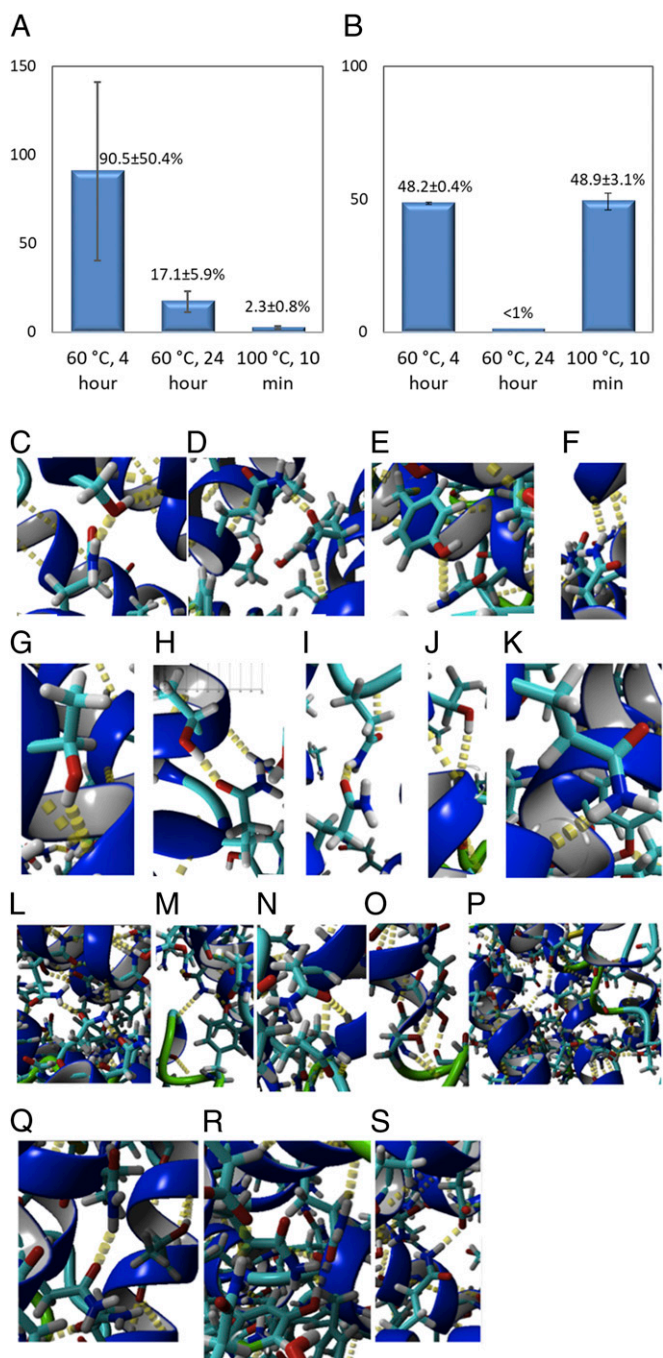 A
B
150
100
50
0
90.5±50.4%
17.1±5.9%
2.3±0.8%
60 °C, 4 hour
60 °C, 24 hour
100 °C, 10 min
100
50
0
48.2±0.4%
<1%
48.9±3.1%
60 °C, 4 hour
60 °C, 24 hour
100 °C, 10 min
C
D
E
F
G
H
I
J
K
L
M
N
O
P
Q
R
S